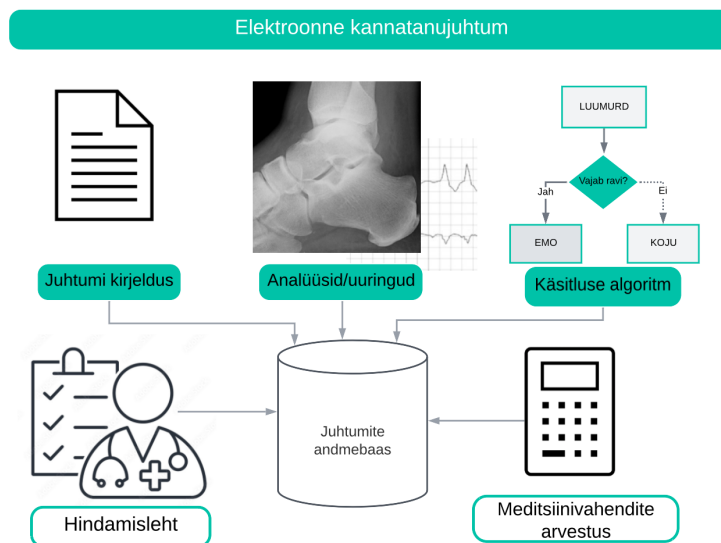 Elektroonne kannatanujuhtum
LUUMURD
Vajab ravi?
Jah
Ei
EMO
KOJU
Juhtumi kirjeldus
Analüüsid/uuringud
Käsitluse algoritm
Juhtumite
andmebaas
Hindamisleht
Meditsiinivahendite
arvestus